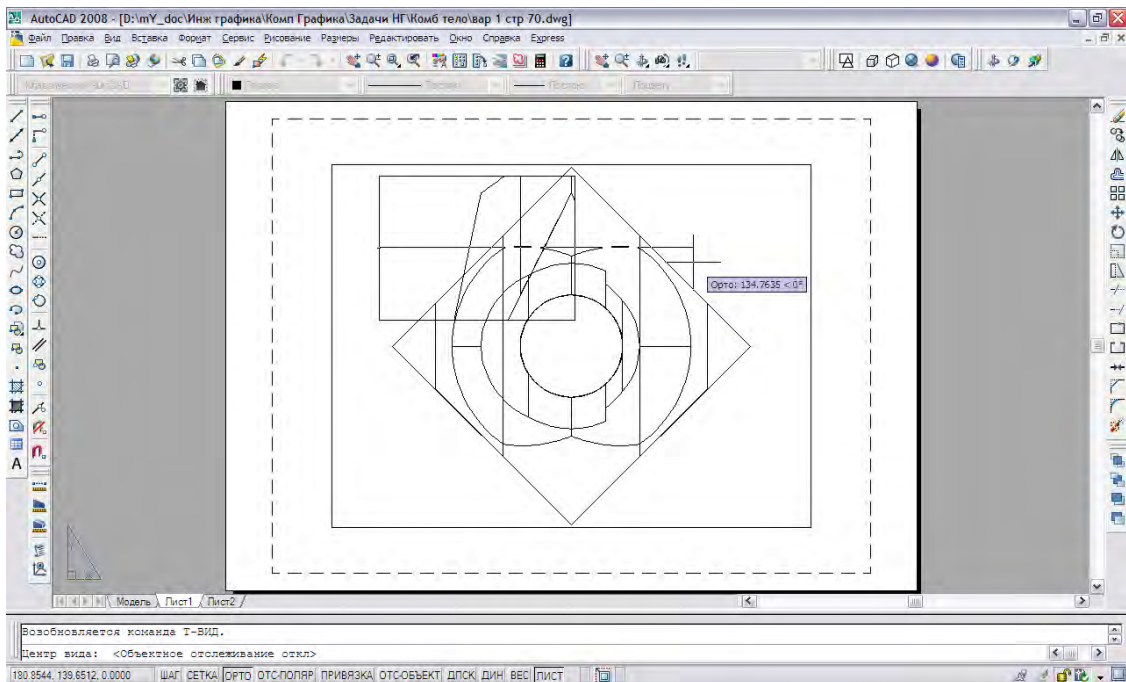 AutoCAD 2008 - [D:\mY_doc\Инж графика\Комп Графика\Задачи НГ\Комб тело\вар 1 стр 70.dwg]
Файл Правка Вид Вставка Формат Сервис Рисование Размеры Редактировать Окно Справка Express
Орто: 134.7635 < 0°
A
Модель Лист1 Лист2
Возобновляется команда Т-ВИД.
Центр вида: <Объектное отслеживание откл>
180.8544, 139.6512, 0.0000 ШАГ СЕТКА ОРТО ОТС-ПОЛЯР ПРИВЯЗКА ОТС-ОБЪЕКТ ДПСК ДИН ВЕС ЛИСТ